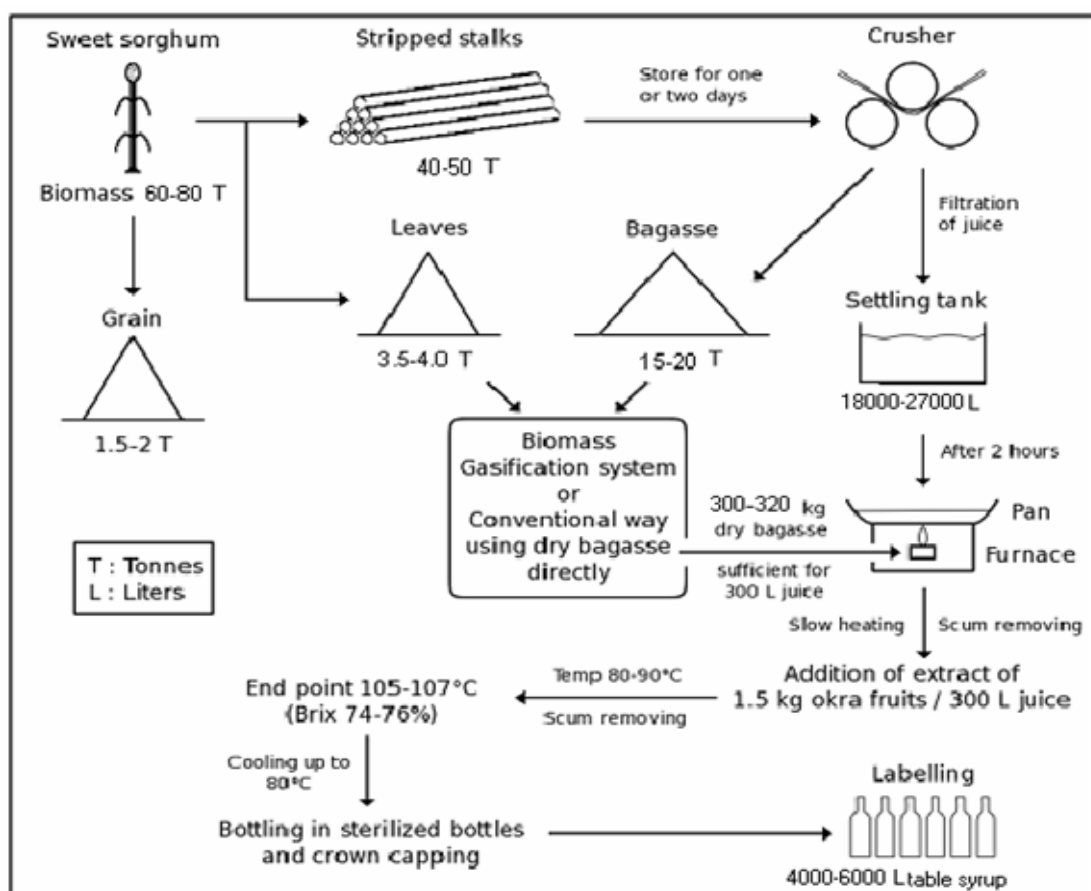 Sweet sorghum
Stripped stalks
Crusher
Store for one
or two days
Biomass 60-80 T
40-50 T
Filtration
of juice
Leaves
Bagasse
Settling tank
Grain
3.5-4.0 T
15-20 T
18000-27000 L
1.5-2 T
Biomass
Gasification system
or
Conventional way
using dry bagasse
directly
After 2 hours
300-320 kg
dry bagasse
sufficient for
300 L juice
Pan
Furnace
T : Tonnes
L : Liters
Slow heating
Scum removing
Addition of extract of
1.5 kg okra fruits / 300 L juice
Temp 80-90°C
Scum removing
End point 105-107°C
(Brix 74-76%)
Cooling up to
80°C
Bottling in sterilized bottles
and crown capping
Labelling
4000-6000 L table syrup